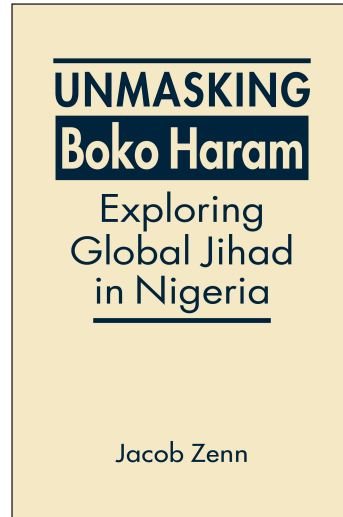 UNMASKING
Boko Haram
Exploring
Global Jihad
in Nigeria
Jacob Zenn